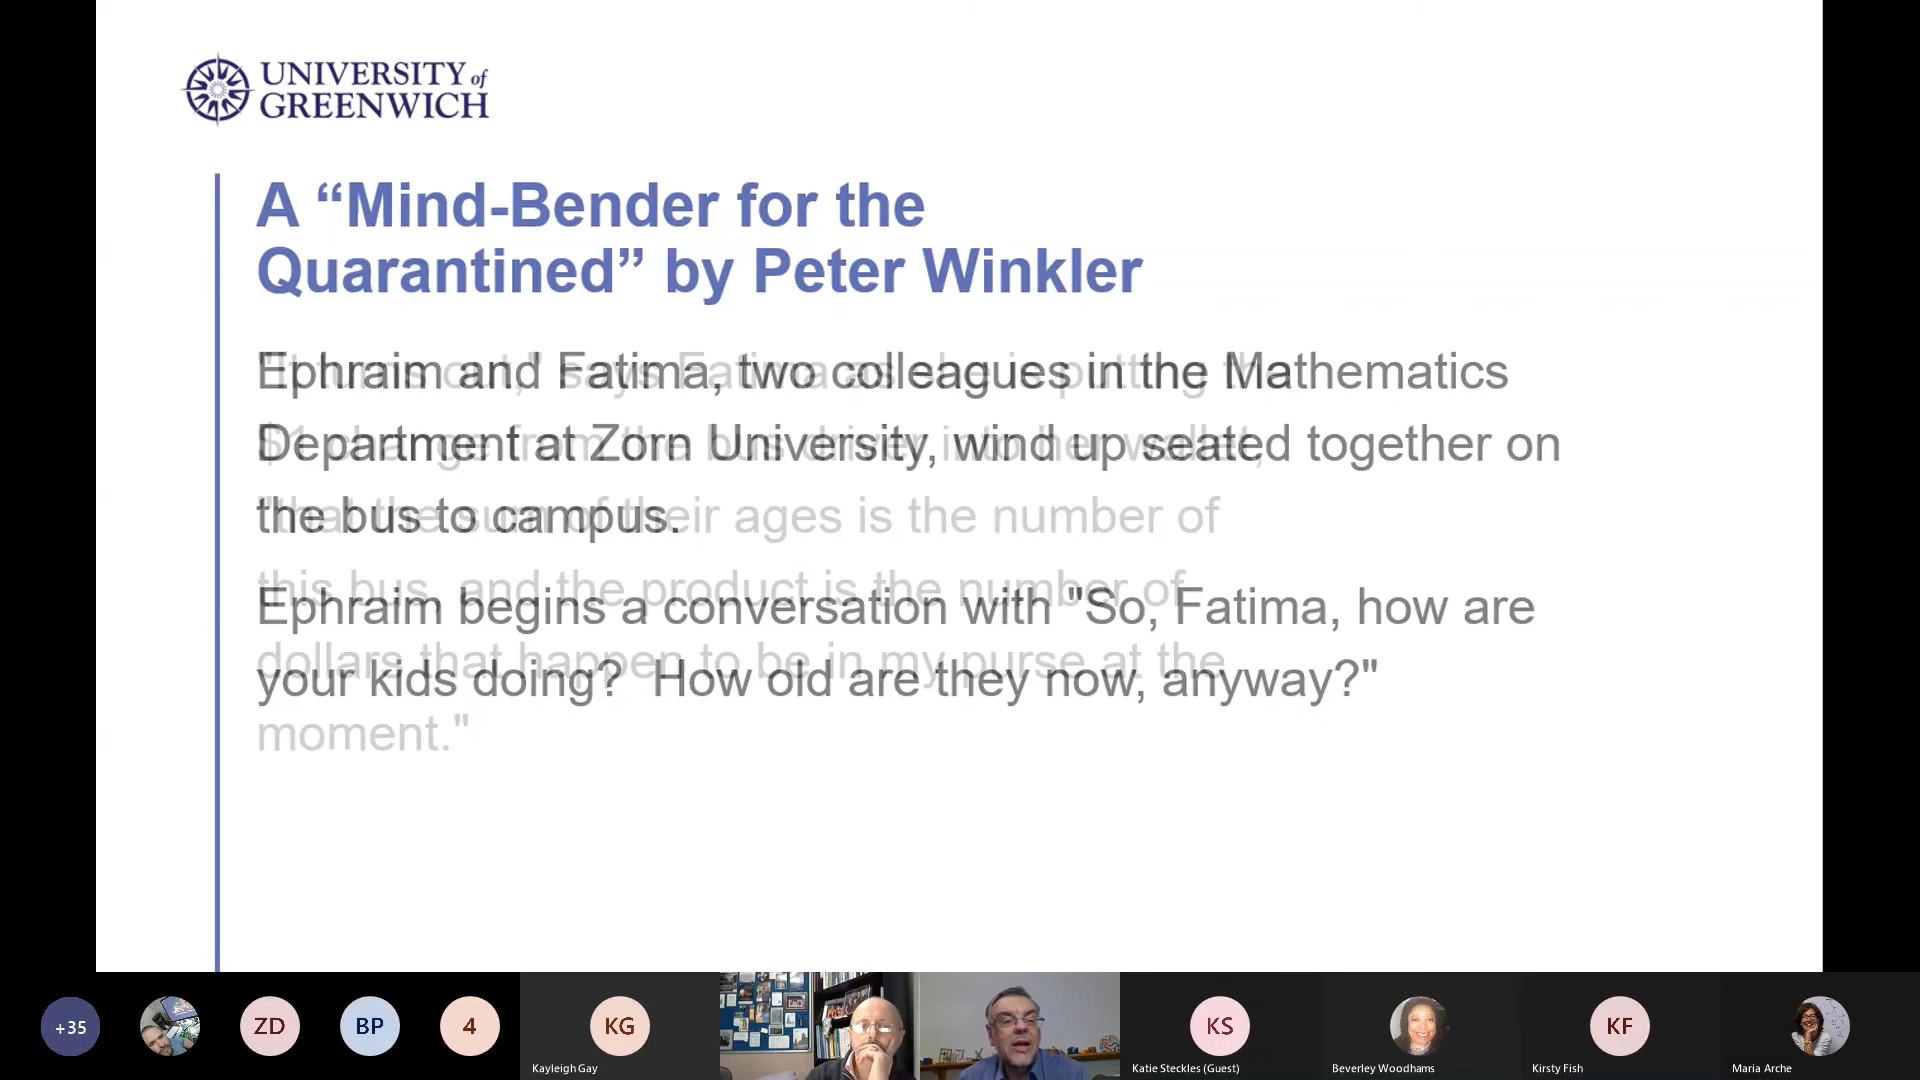 UNIVERSITY of
GREENWICH
A “Mind-Bender for the
Quarantined” by Peter Winkler
Ephraim and Fatima, two colleagues in the Mathematics
Department at Zorn University, wind up seated together on
the bus to campus.
"that the sum of their ages is the number of
this bus, and the product is the number of
Ephraim begins a conversation with "So, Fatima, how are
dollars that happen to be in my purse at the
your kids doing?  How old are they now, anyway?"
moment."
+35
ZD
BP
4
KG
Kayleigh Gay
KS
Katie Steckles (Guest)
Beverley Woodhams
KF
Kirsty Fish
Maria Arche